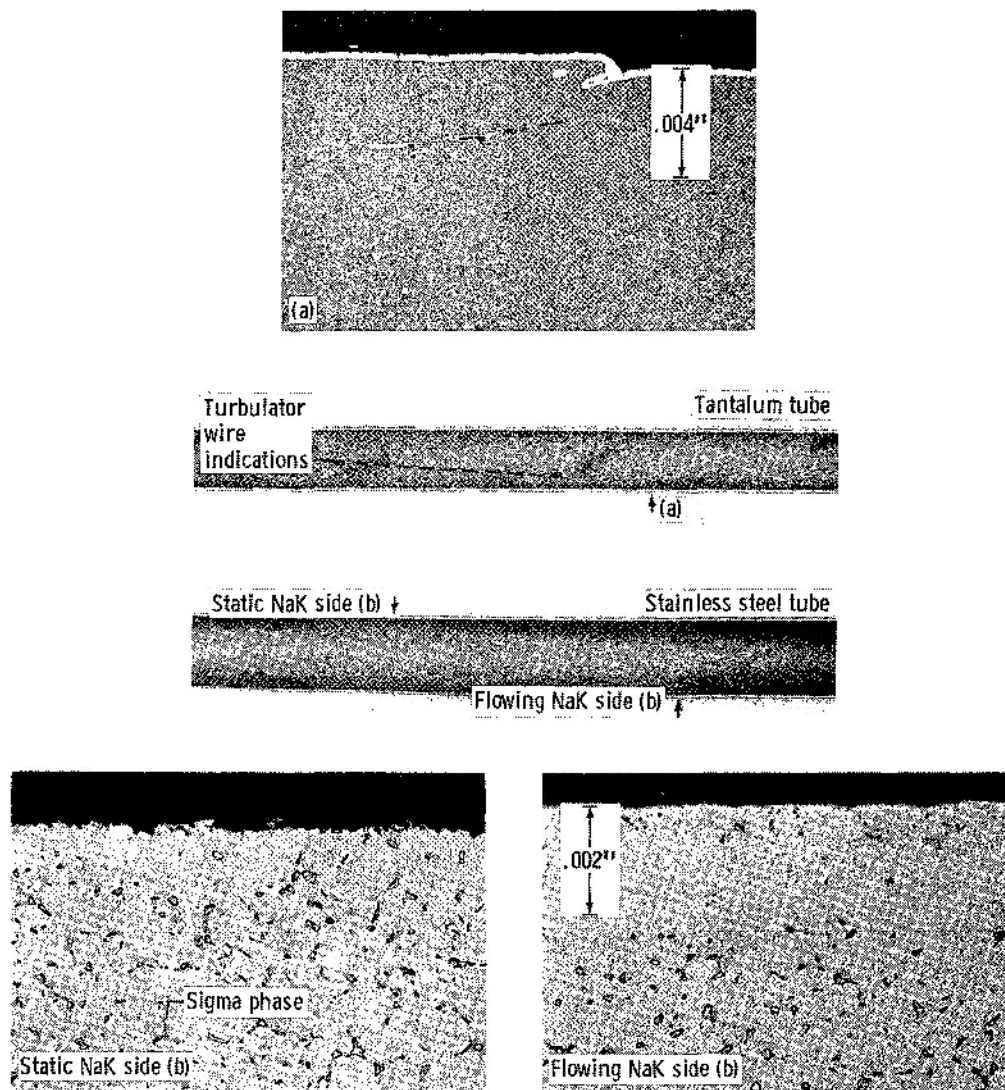 .004"
(a)
Turbulator
wire
indications
Tantalum tube
(a)
Static NaK side (b)
Stainless steel tube
Flowing NaK side (b)
.002"
Sigma phase
Static NaK side (b)
Flowing NaK side (b)